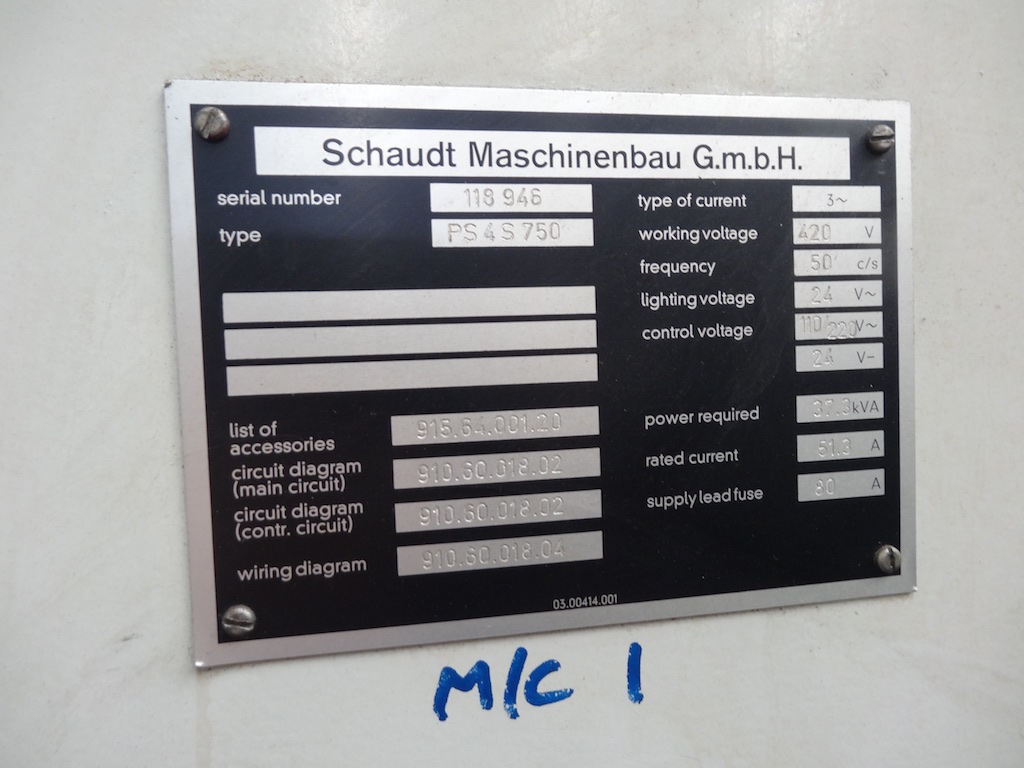 Schaudt Maschinenbau G.m.b.H.
serial number 118 946
type PS 4 S 750
list of
accessories 915.64.001.20
circuit diagram
(main circuit) 910.60.018.02
circuit diagram
(contr. circuit) 910.60.018.02
wiring diagram 910.60.018.04
type of current 3~
working voltage 420 V
frequency 50 c/s
lighting voltage 24 V~
control voltage 110/220 V~
24 V-
power required 37.3 kVA
rated current 51.3 A
supply lead fuse 80 A
03.00414.001
M/C 1